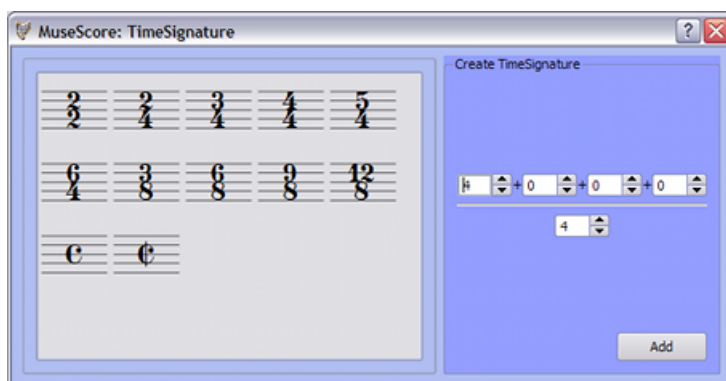 MuseScore: TimeSignature
Create TimeSignature
2 2 3 4 5
2 4 4 4 4
4 + 0 + 0 + 0
6 3 6 9 12
4 8 8 8 8
4
C ¢
Add